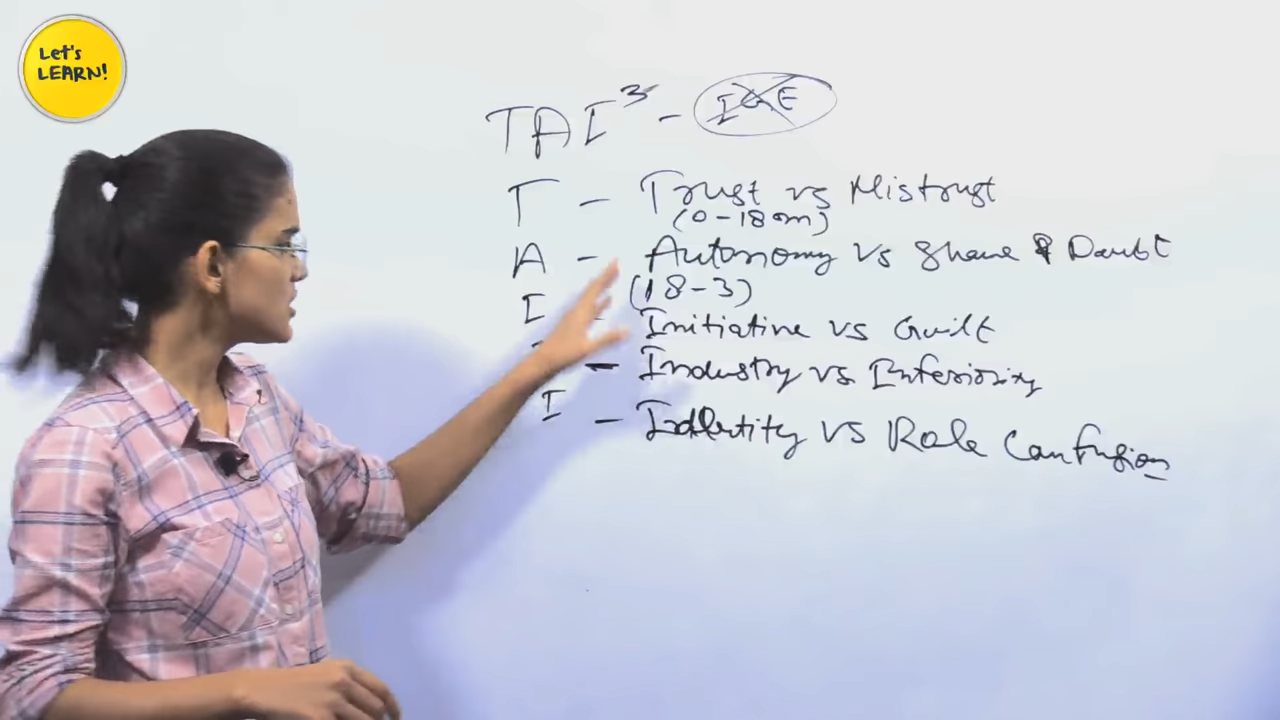 Let's
LEARN!
TAI³ - IGE
T - Trust vs Mistrust
(0-18m)
A - Autonomy vs Shame & Doubt
(18-3)
I - Initiative vs Guilt
- Industry vs Inferiority
I - Identity vs Role Confusion